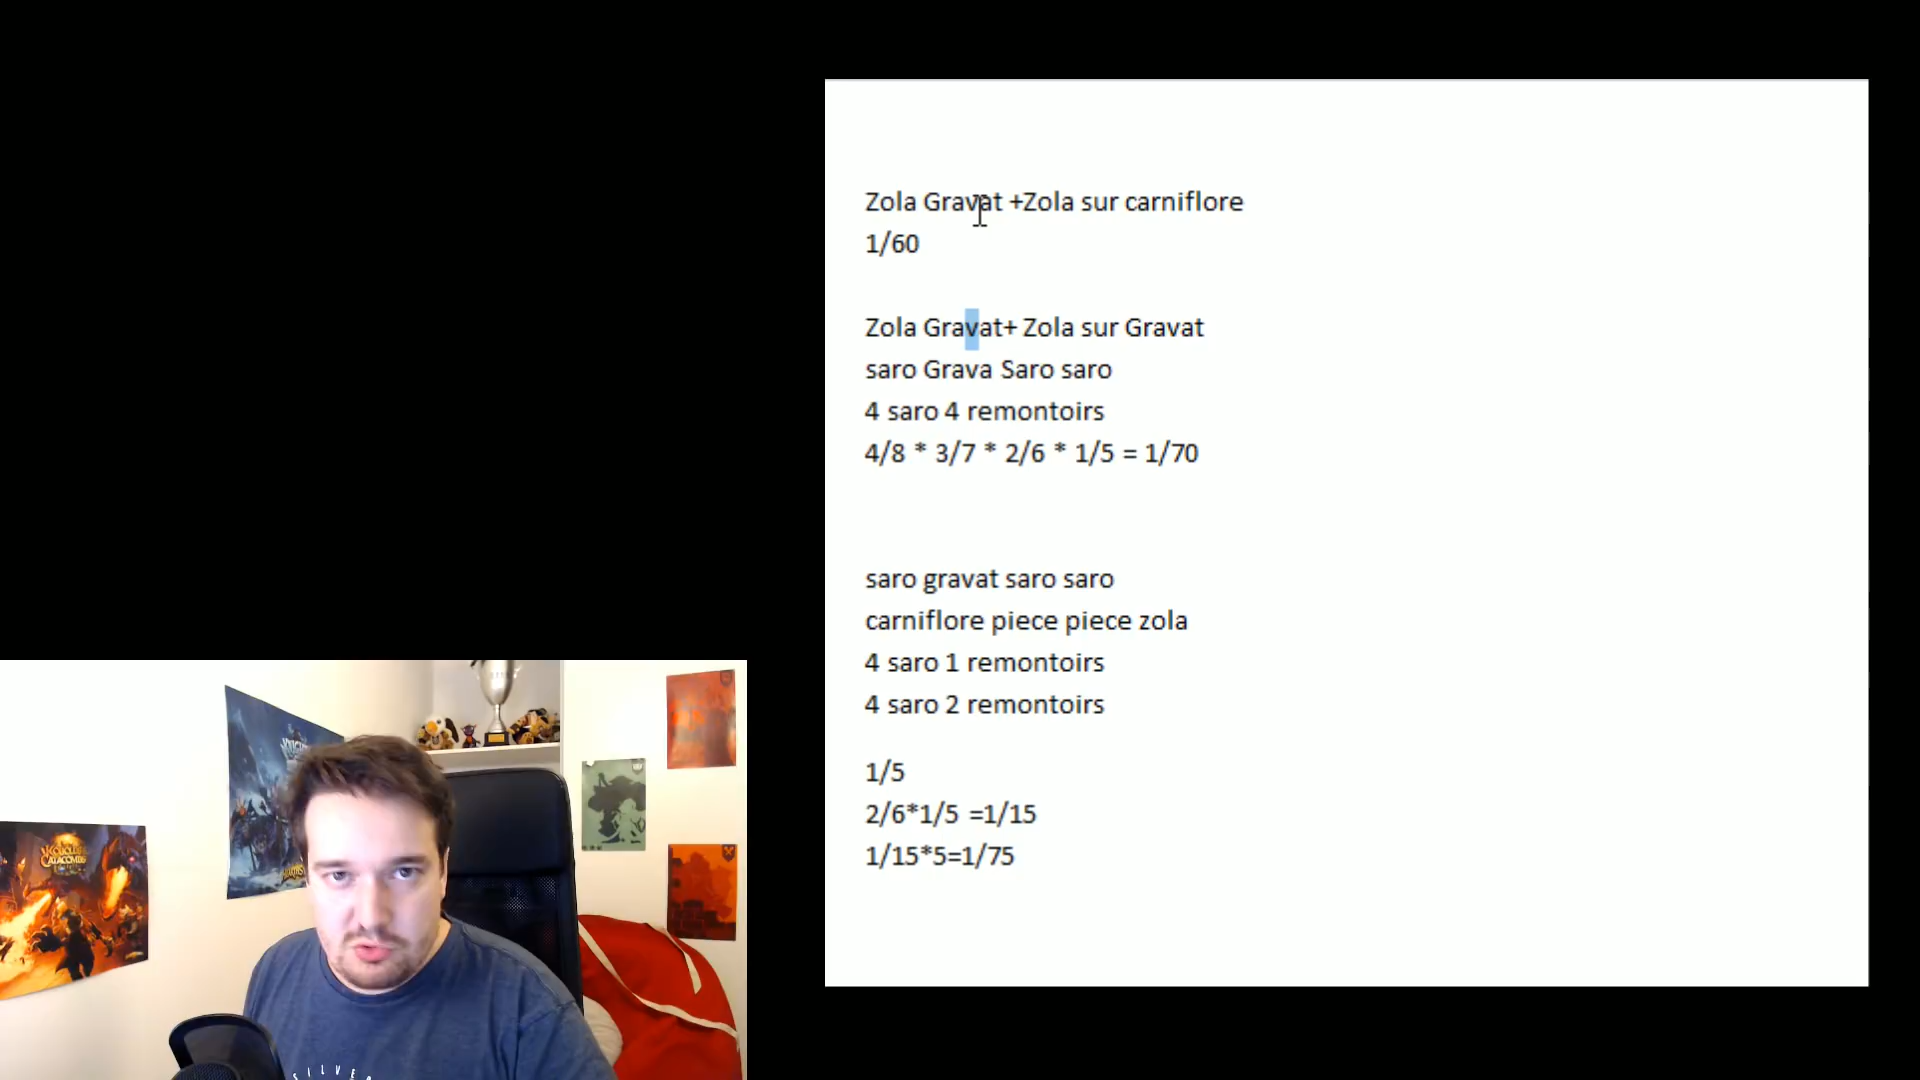 Zola Gravat +Zola sur carniflore
1/60
Zola Gravat+ Zola sur Gravat
saro Grava Saro saro
4 saro 4 remontoirs
4/8 * 3/7 * 2/6 * 1/5 = 1/70
saro gravat saro saro
carniflore piece piece zola
4 saro 1 remontoirs
4 saro 2 remontoirs
1/5
2/6*1/5 =1/15
1/15*5=1/75
KOBOLDS
CATACOMBS
SILVER